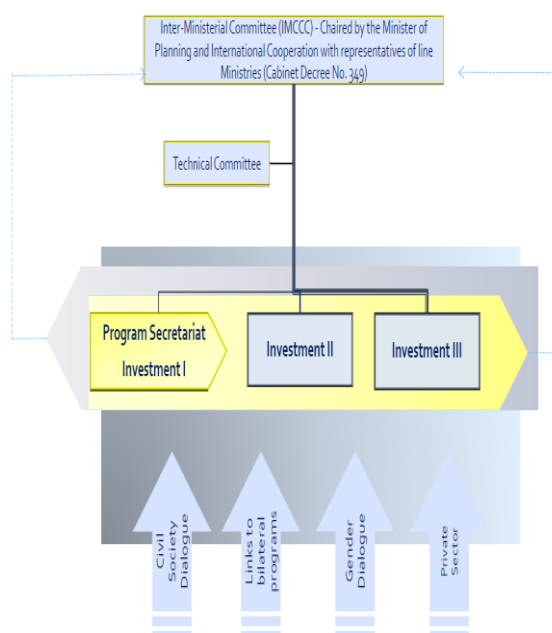 Inter-Ministerial Committee (IMCCC) - Chaired by the Minister of
Planning and International Cooperation with representatives of line
Ministries (Cabinet Decree No. 349)
Technical Committee
Program Secretariat
Investment I
Investment II
Investment III
Civil
Society
Dialogue
Links to
bilateral
programs
Gender
Dialogue
Private
Sector